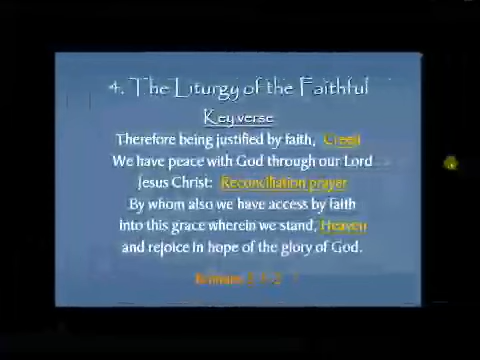 4. The Liturgy of the Faithful
Key verse
Therefore being justified by faith, Creed
We have peace with God through our Lord
Jesus Christ: Reconciliation prayer
By whom also we have access by faith
into this grace wherein we stand, Heaven
and rejoice in hope of the glory of God.
Romans 5